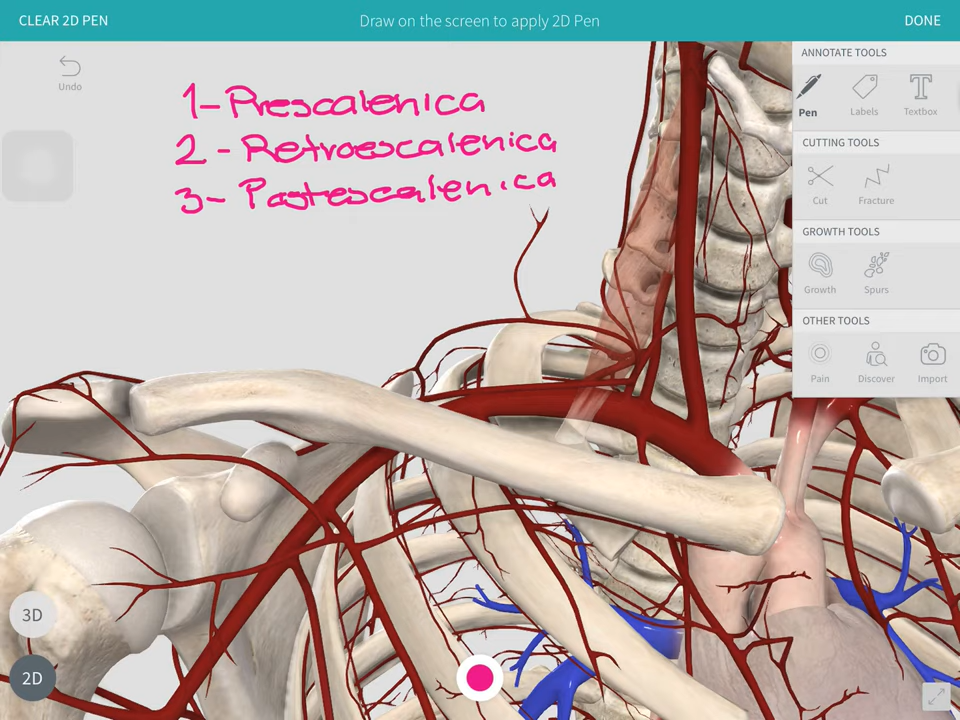 CLEAR 2D PEN
Draw on the screen to apply 2D Pen
DONE
Undo
1-Prescalenica
2-Retroescalenica
3-Postescalenica
ANNOTATE TOOLS
Pen
Labels
Textbox
CUTTING TOOLS
Cut
Fracture
GROWTH TOOLS
Growth
Spurs
OTHER TOOLS
Pain
Discover
Import
3D
2D